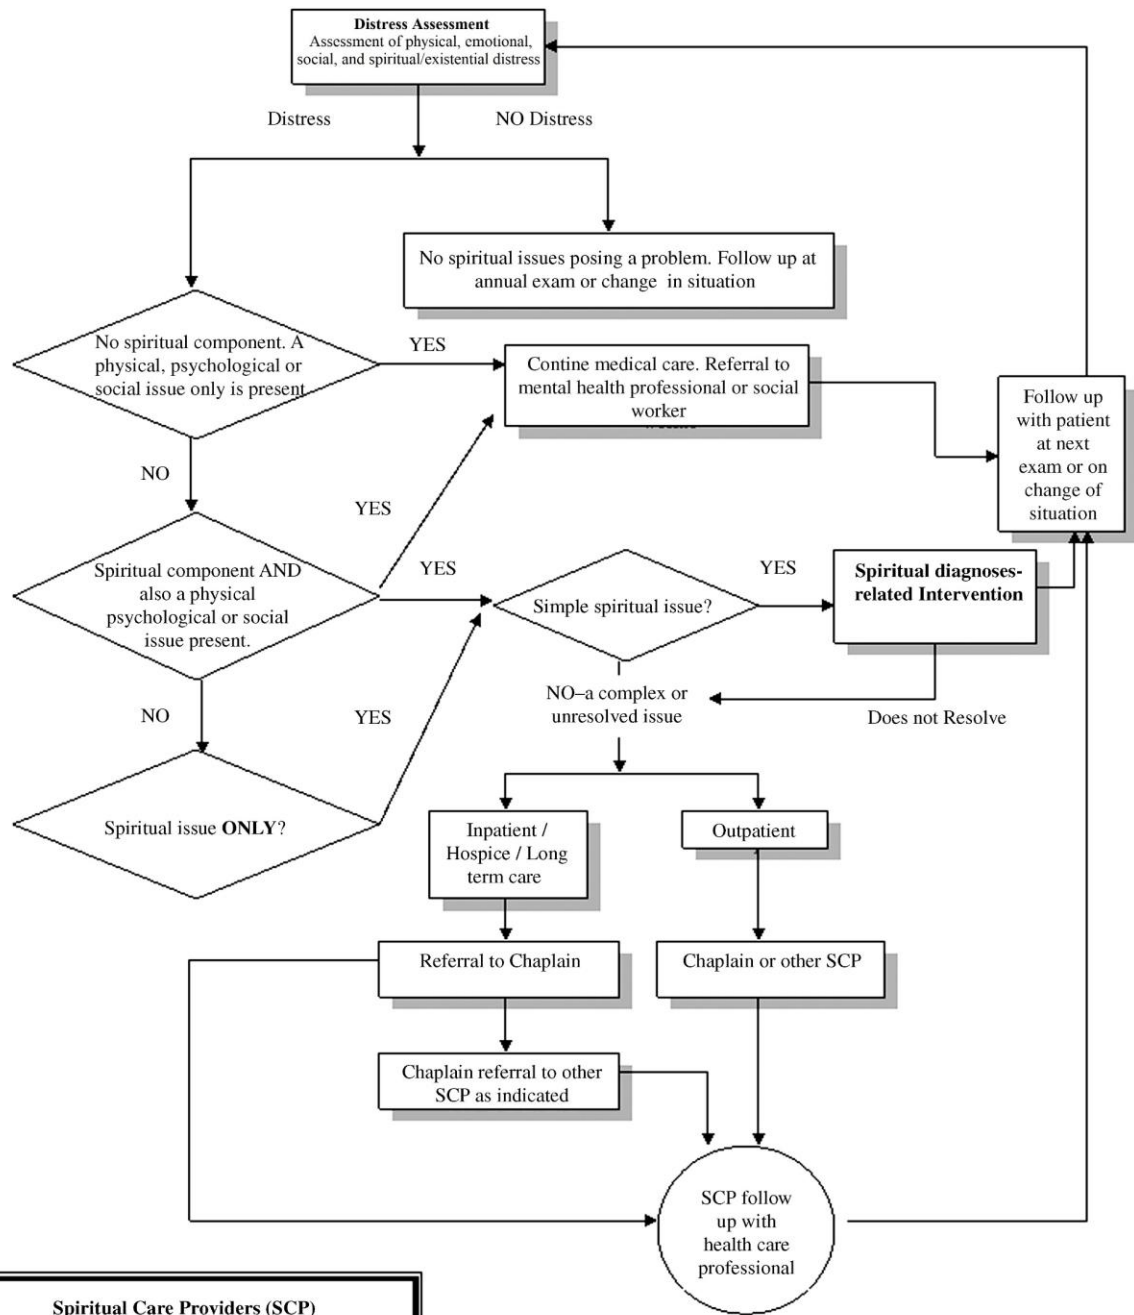 Distress Assessment
Assessment of physical, emotional,
social, and spiritual/existential distress
Distress
NO Distress
No spiritual issues posing a problem. Follow up at
annual exam or change in situation
No spiritual component. A
physical, psychological or
social issue only is present
YES
Contine medical care. Referral to
mental health professional or social
worker
Follow up
with patient
at next
exam or on
change of
situation
NO
YES
Spiritual component AND
also a physical
psychological or social
issue present.
YES
Simple spiritual issue?
YES
Spiritual diagnoses-
related Intervention
NO
YES
NO–a complex or
unresolved issue
Does not Resolve
Spiritual issue ONLY?
Inpatient /
Hospice / Long
term care
Outpatient
Referral to Chaplain
Chaplain or other SCP
Chaplain referral to other
SCP as indicated
SCP follow
up with
health care
professional
Spiritual Care Providers (SCP)